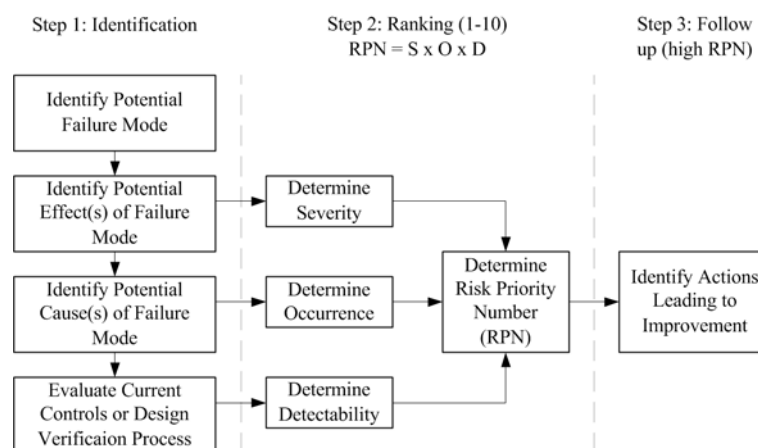 Step 1: Identification
Step 2: Ranking (1-10)
RPN = S x O x D
Step 3: Follow
up (high RPN)
Identify Potential
Failure Mode
Identify Potential
Effect(s) of Failure
Mode
Determine
Severity
Identify Potential
Cause(s) of Failure
Mode
Determine
Occurrence
Determine
Risk Priority
Number
(RPN)
Identify Actions
Leading to
Improvement
Evaluate Current
Controls or Design
Verificaion Process
Determine
Detectability